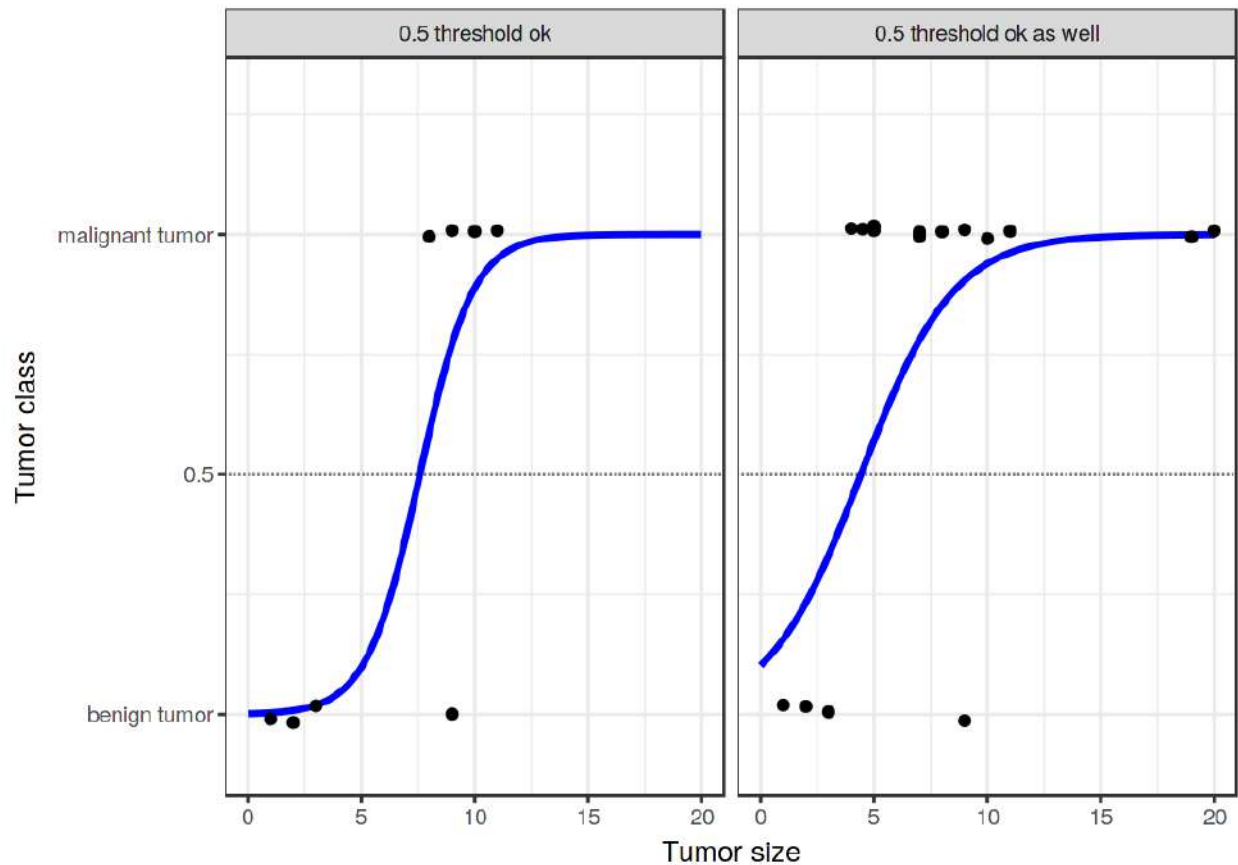 0.5 threshold ok
0.5 threshold ok as well
malignant tumor
0.5
benign tumor
Tumor class
0 5 10 15 20
0 5 10 15 20
Tumor size